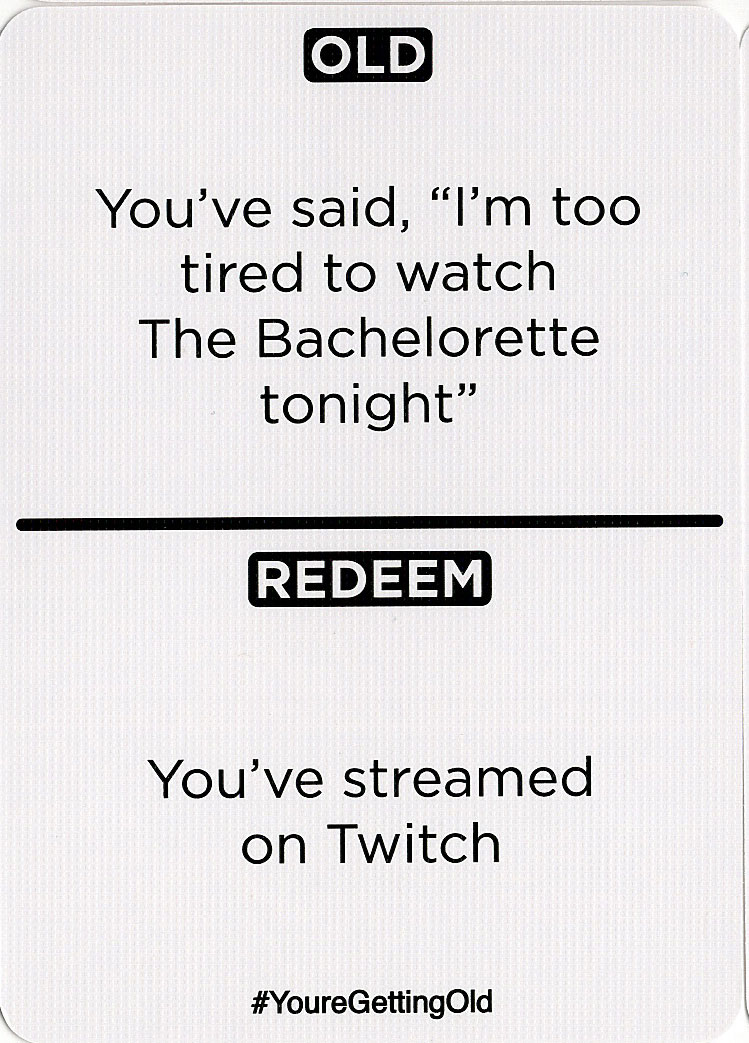 OLD
You’ve said, “I’m too
tired to watch
The Bachelorette
tonight”
REDEEM
You’ve streamed
on Twitch
#YoureGettingOld